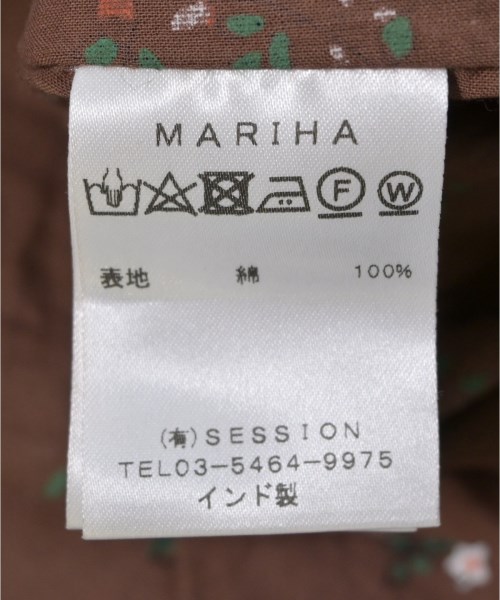 MARIHA
F W
表地 綿 100%
(有)SESSION
TEL03-5464-9975
インド製